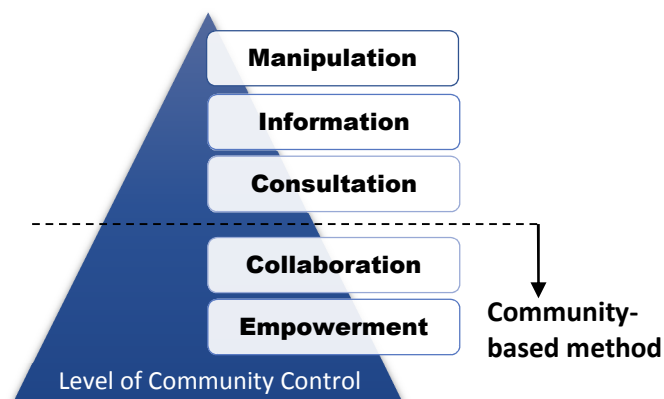 Manipulation
Information
Consultation
Collaboration
Empowerment
Community-
based method
Level of Community Control